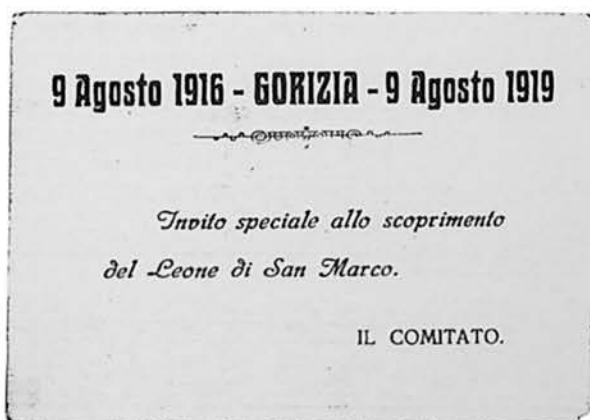 9 Agosto 1916 - GORIZIA - 9 Agosto 1919
Invito speciale allo scoprimento
del Leone di San Marco.
IL COMITATO.